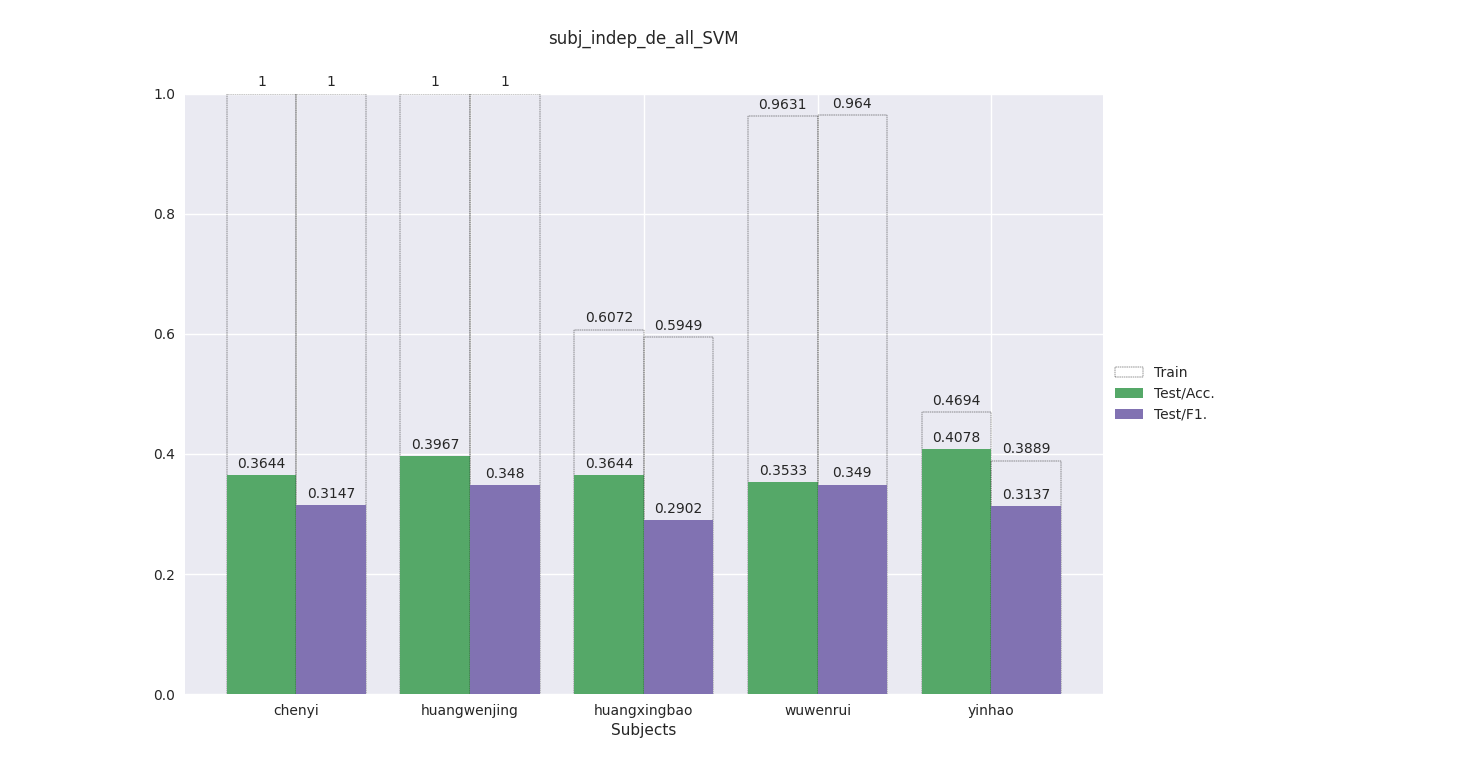 subj_indep_de_all_SVM
1 1 1 1
1.0
0.9631 0.964
0.8
0.6072 0.5949
0.6
Train
Test/Acc.
Test/F1.
0.4694
0.4078 0.3889
0.3644 0.3147 0.3967 0.348 0.3644 0.2902 0.3533 0.349 0.3137
0.4
0.2
0.0
chenyi huangwenjing huangxingbao wuwenrui yinhao
Subjects